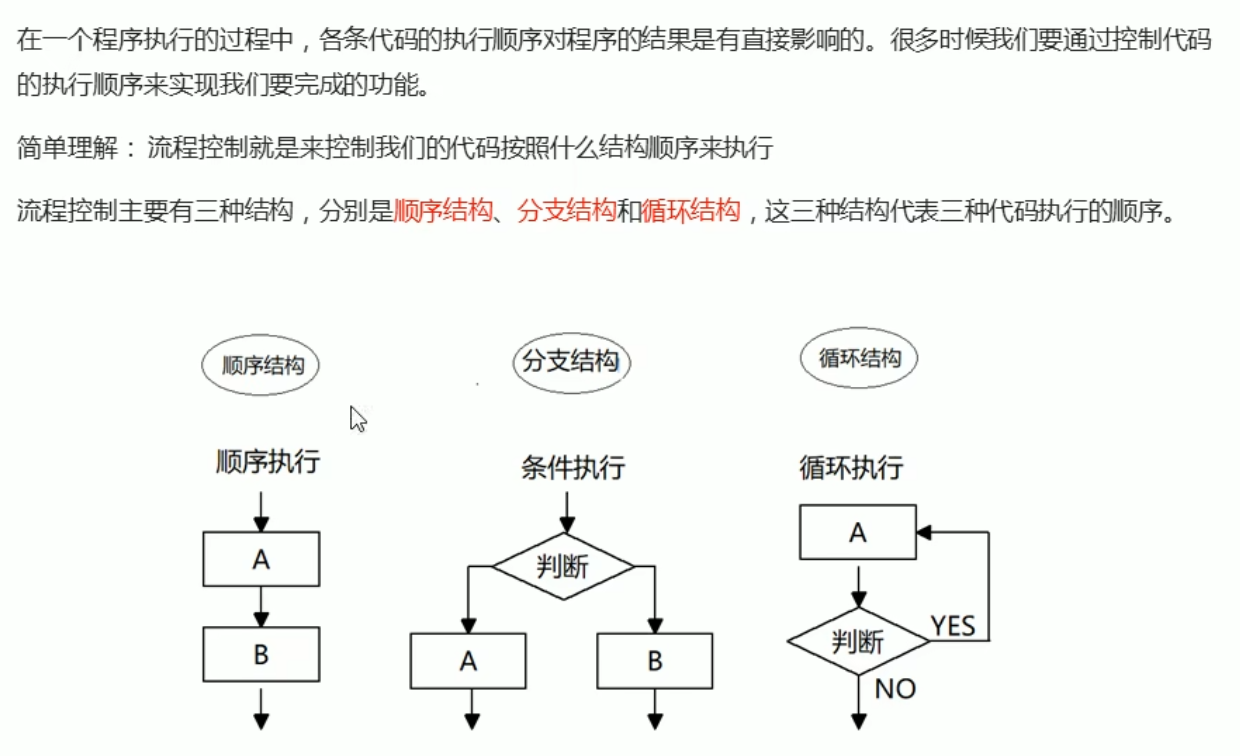 在一个程序执行的过程中，各条代码的执行顺序对程序的结果是有直接影响的。很多时候我们要通过控制代码
的执行顺序来实现我们要完成的功能。
简单理解： 流程控制就是来控制我们的代码按照什么结构顺序来执行
流程控制主要有三种结构，分别是顺序结构、分支结构和循环结构，这三种结构代表三种代码执行的顺序。
顺序结构
分支结构
循环结构
顺序执行
条件执行
循环执行
A
B
判断
A
B
A
判断
YES
NO